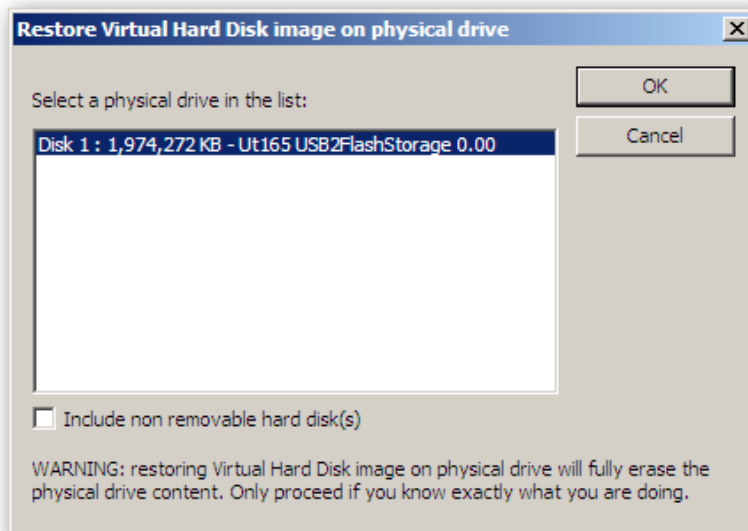 Restore Virtual Hard Disk image on physical drive
Select a physical drive in the list:
OK
Cancel
Disk 1 : 1,974,272 KB - Ut165 USB2FlashStorage 0.00
Include non removable hard disk(s)
WARNING: restoring Virtual Hard Disk image on physical drive will fully erase the
physical drive content. Only proceed if you know exactly what you are doing.